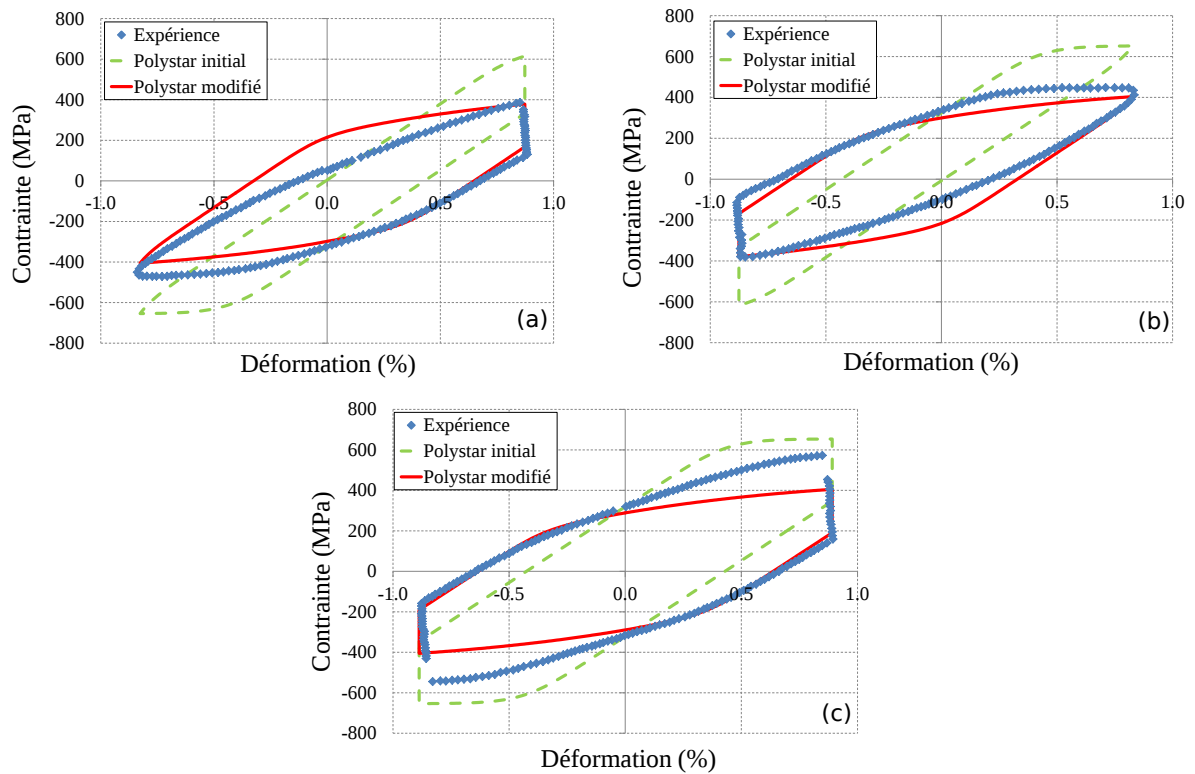 800
600
400
200
0
-200
-400
-600
-800
-1.0
-0.5
0.0
0.5
1.0
Expérience
Polystar initial
Polystar modifié
Contrainte (MPa)
Déformation (%)
(a)
800
600
400
200
0
-200
-400
-600
-800
-1.0
-0.5
0.0
0.5
1.0
Expérience
Polystar initial
Polystar modifié
Contrainte (MPa)
Déformation (%)
(b)
800
600
400
200
0
-200
-400
-600
-800
-1.0
-0.5
0.0
0.5
1.0
Expérience
Polystar initial
Polystar modifié
Contrainte (MPa)
Déformation (%)
(c)